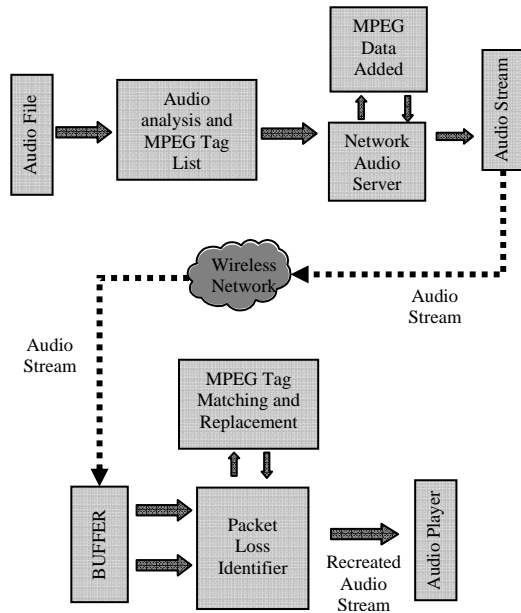 Audio File
Audio
analysis and
MPEG Tag
List
MPEG
Data
Added
Network
Audio
Server
Audio Stream
Wireless
Network
Audio
Stream
Audio
Stream
MPEG Tag
Matching and
Replacement
BUFFER
Packet
Loss
Identifier
Recreated
Audio
Stream
Audio Player